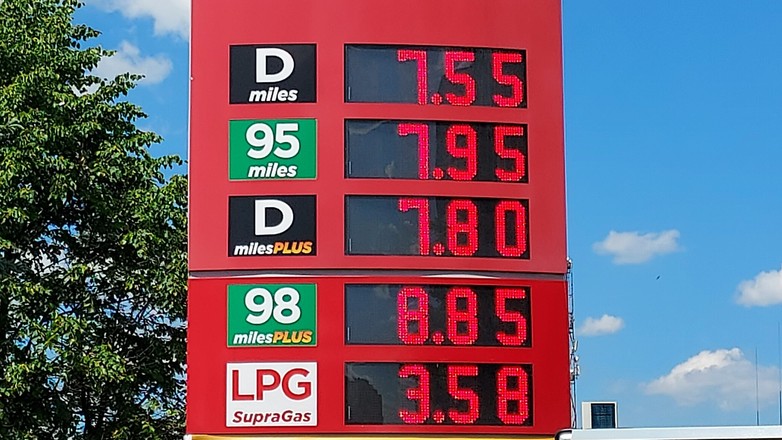 D 7.55
miles
95 7.95
miles
D 7.80
milesPLUS
98 8.85
milesPLUS
LPG 3.58
SupraGas